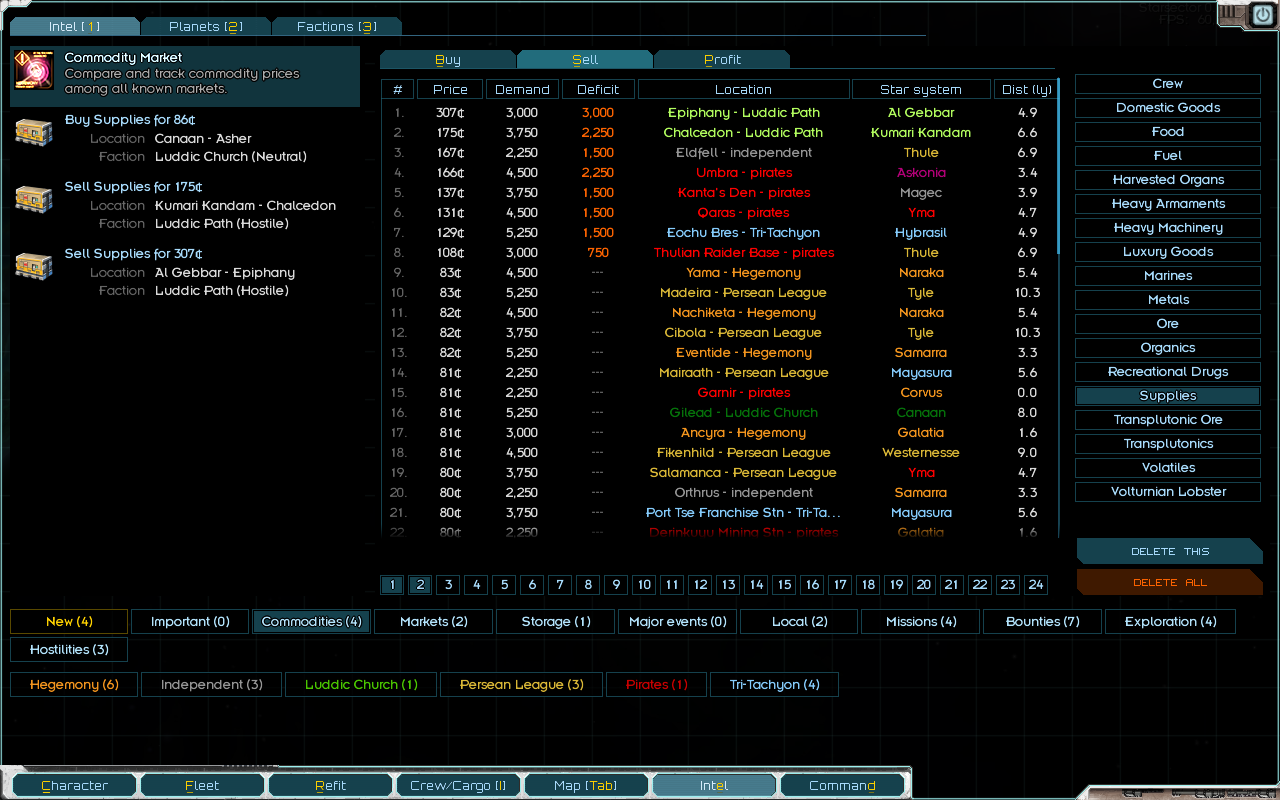 Starsector
FPS: 60
Intel [ 1 ] Planets [2] Factions [3]
Commodity Market
Compare and track commodity prices
among all known markets.
Buy Supplies for 86¢
Location Canaan - Asher
Faction Luddic Church (Neutral)
Sell Supplies for 175¢
Location Kumari Kandam - Chalcedon
Faction Luddic Path (Hostile)
Sell Supplies for 307¢
Location Al Gebbar - Epiphany
Faction Luddic Path (Hostile)
Buy Sell Profit
# Price Demand Deficit Location Star system Dist (ly)
1. 307¢ 3,000 3,000 Epiphany - Luddic Path Al Gebbar 4.9
2. 175¢ 3,750 2,250 Chalcedon - Luddic Path Kumari Kandam 6.6
3. 167¢ 2,250 1,500 Eldfell - independent Thule 6.9
4. 166¢ 4,500 2,250 Umbra - pirates Askonia 3.4
5. 137¢ 3,750 1,500 Kanta's Den - pirates Magec 3.9
6. 131¢ 4,500 1,500 Qaras - pirates Yma 4.7
7. 129¢ 5,250 1,500 Eochu Bres - Tri-Tachyon Hybrasil 4.9
8. 108¢ 3,000 750 Thulian Raider Base - pirates Thule 6.9
9. 83¢ 4,500 --- Yama - Hegemony Naraka 5.4
10. 83¢ 5,250 --- Madeira - Persean League Tyle 10.3
11. 82¢ 4,500 --- Nachiketa - Hegemony Naraka 5.4
12. 82¢ 3,750 --- Cibola - Persean League Tyle 10.3
13. 82¢ 5,250 --- Eventide - Hegemony Samarra 3.3
14. 81¢ 2,250 --- Mairaath - Persean League Mayasura 5.6
15. 81¢ 2,250 --- Garnir - pirates Corvus 0.0
16. 81¢ 5,250 --- Gilead - Luddic Church Canaan 8.0
17. 81¢ 3,000 --- Ancyra - Hegemony Galatia 1.6
18. 81¢ 4,500 --- Fikenhild - Persean League Westernesse 9.0
19. 80¢ 3,750 --- Salamanca - Persean League Yma 4.7
20. 80¢ 2,250 --- Orthrus - independent Samarra 3.3
21. 80¢ 3,750 --- Port Tse Franchise Stn - Tri-Ta... Mayasura 5.6
22 80¢ 2,250 --- Derinkuyu Mining Stn - pirates Galatia 1.6
1 2 3 4 5 6 7 8 9 10 11 12 13 14 15 16 17 18 19 20 21 22 23 24
Crew
Domestic Goods
Food
Fuel
Harvested Organs
Heavy Armaments
Heavy Machinery
Luxury Goods
Marines
Metals
Ore
Organics
Recreational Drugs
Supplies
Transplutonic Ore
Transplutonics
Volatiles
Volturnian Lobster
DELETE THIS
DELETE ALL
New (4) Important (0) Commodities (4) Markets (2) Storage (1) Major events (0) Local (2) Missions (4) Bounties (7) Exploration (4)
Hostilities (3)
Hegemony (6) Independent (3) Luddic Church (1) Persean League (3) Pirates (1) Tri-Tachyon (4)
Character Fleet Refit Crew/Cargo [I] Map [Tab] Intel Command